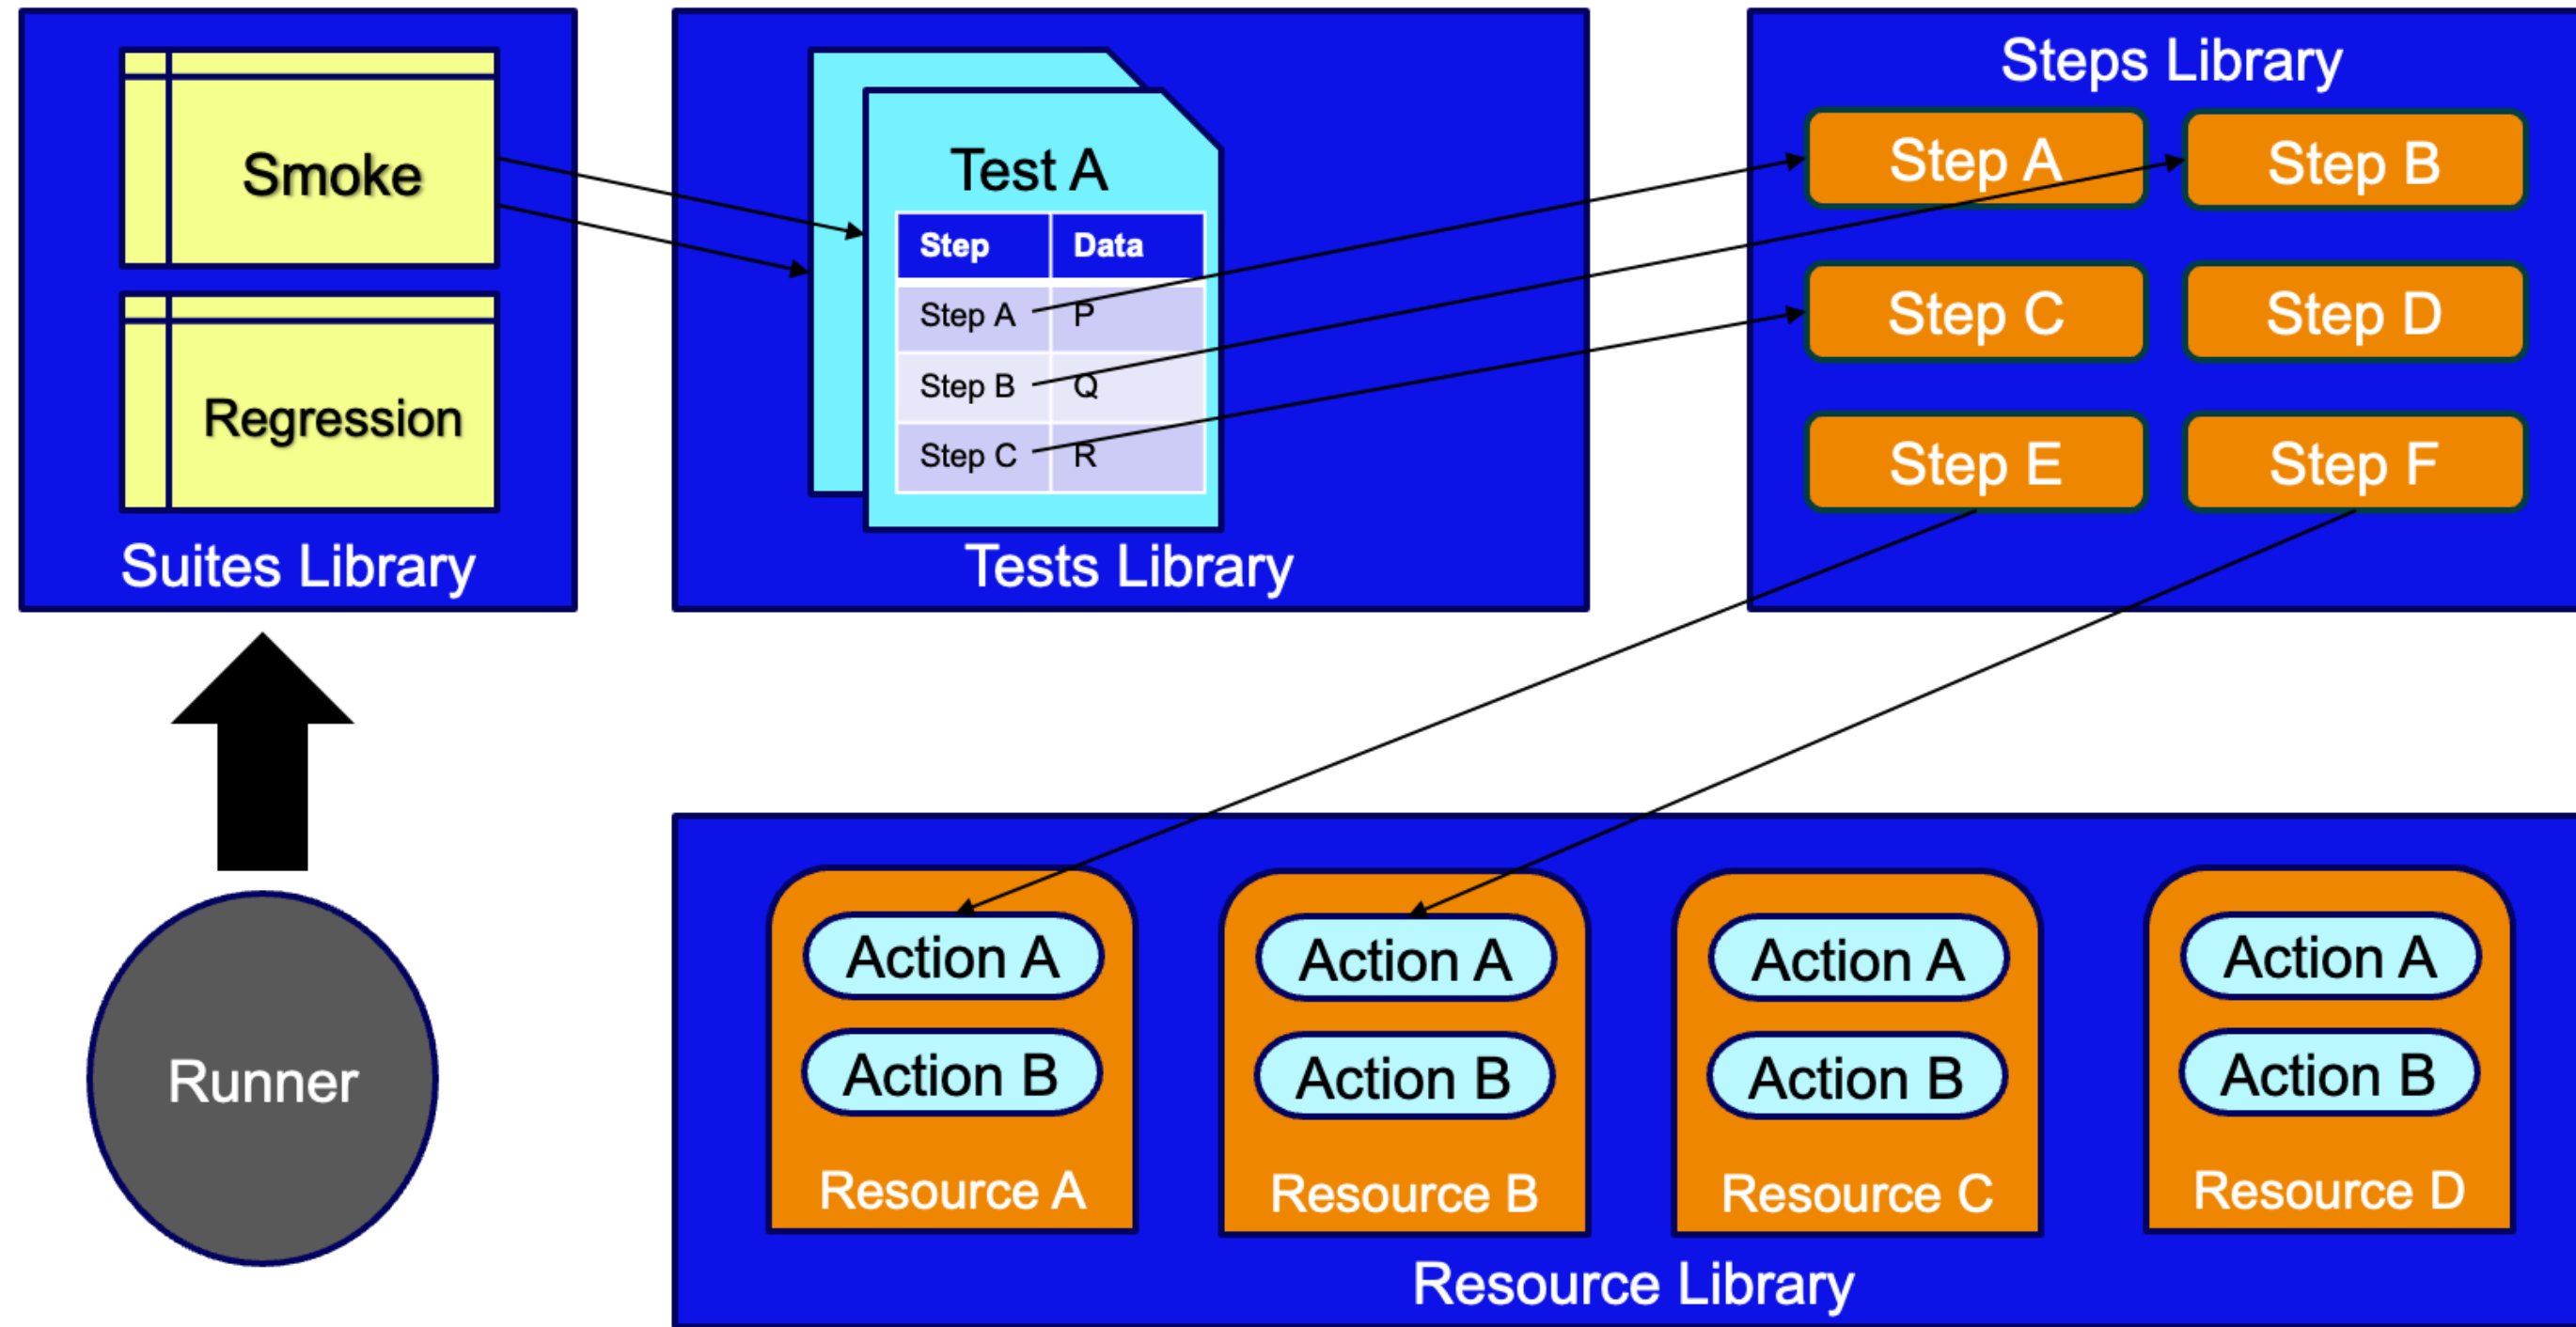 Smoke
Regression
Suites Library
Test A
Step Data
Step A P
Step B Q
Step C R
Tests Library
Steps Library
Step A Step B
Step C Step D
Step E Step F
Runner
Action A
Action B
Resource A
Action A
Action B
Resource B
Action A
Action B
Resource C
Action A
Action B
Resource D
Resource Library